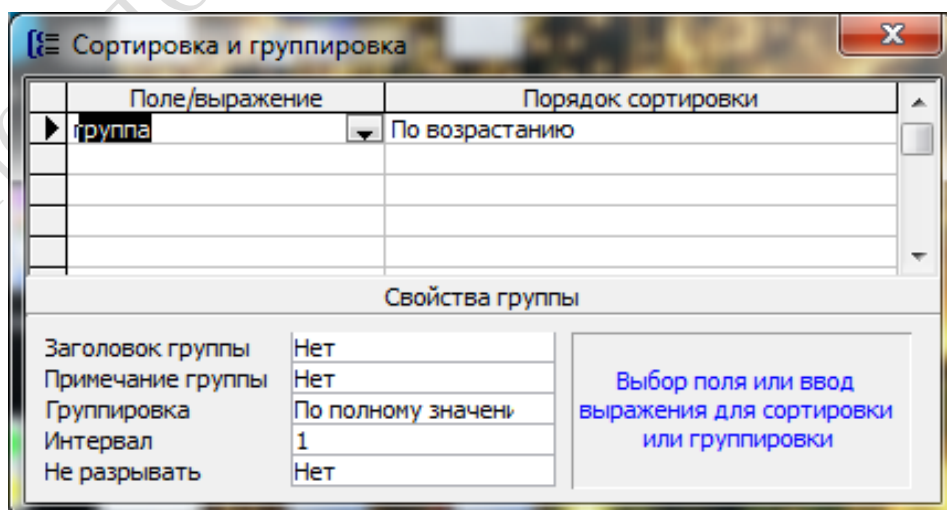 Сортировка и группировка
Поле/выражение Порядок сортировки
группа По возрастанию
Свойства группы
Заголовок группы Нет
Примечание группы Нет
Группировка По полному значени
Интервал 1
Не разрывать Нет
Выбор поля или ввод
выражения для сортировки
или группировки